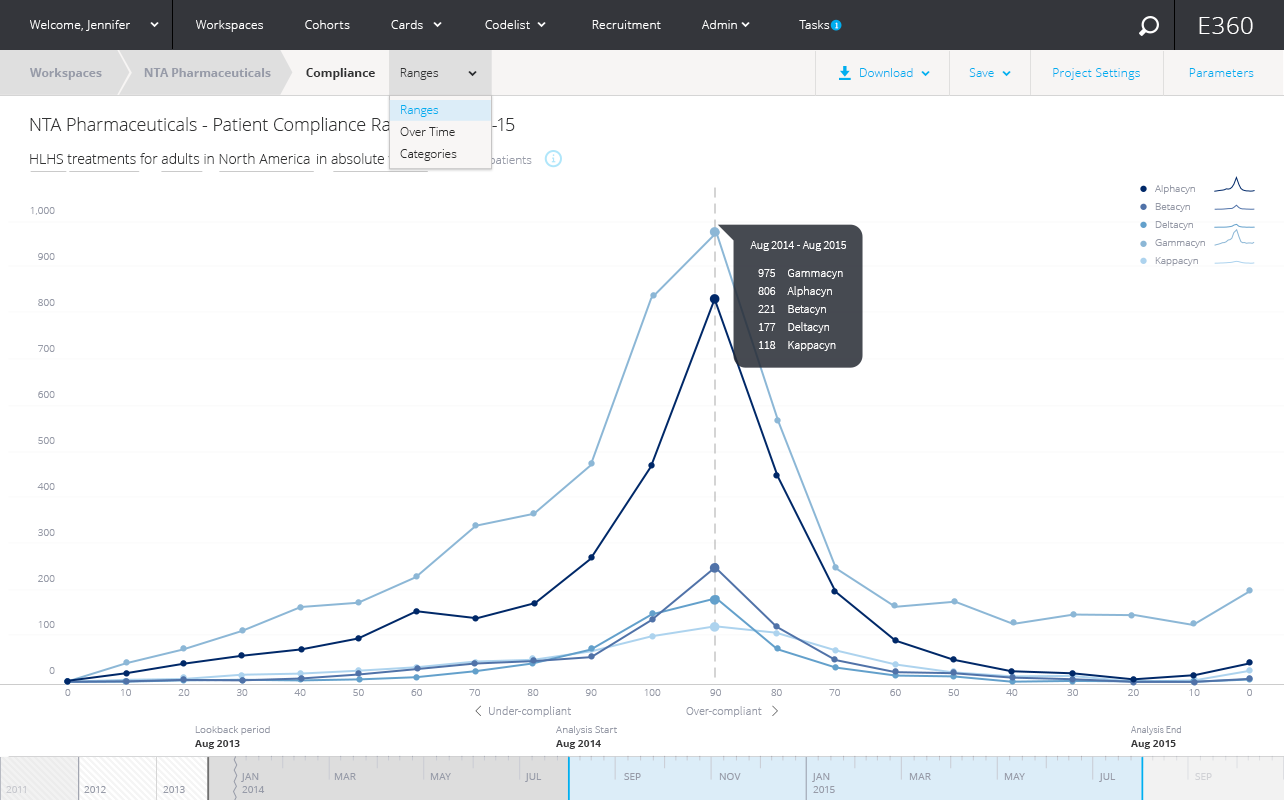 Welcome, Jennifer Workspaces Cohorts Cards Codelist Recruitment Admin Tasks E360
Workspaces NTA Pharmaceuticals Compliance Ranges Download Save Project Settings Parameters
Ranges
Over Time
Categories
NTA Pharmaceuticals - Patient Compliance -15
HLHS treatments for adults in North America in absolute patients
Alphacyn
Betacyn
Deltacyn
Gammacyn
Kappacyn
1,000
900
800
700
600
500
400
300
200
100
0
Aug 2014 - Aug 2015
975 Gammacyn
806 Alphacyn
221 Betacyn
177 Deltacyn
118 Kappacyn
0 10 20 30 40 50 60 70 80 90 100 90 80 70 60 50 40 30 20 10 0
Under-compliant Over-compliant
Lookback period
Aug 2013
Analysis Start
Aug 2014
Analysis End
Aug 2015
JAN MAR MAY JUL SEP NOV JAN MAR MAY JUL SEP
2011 2012 2013 2014 2015